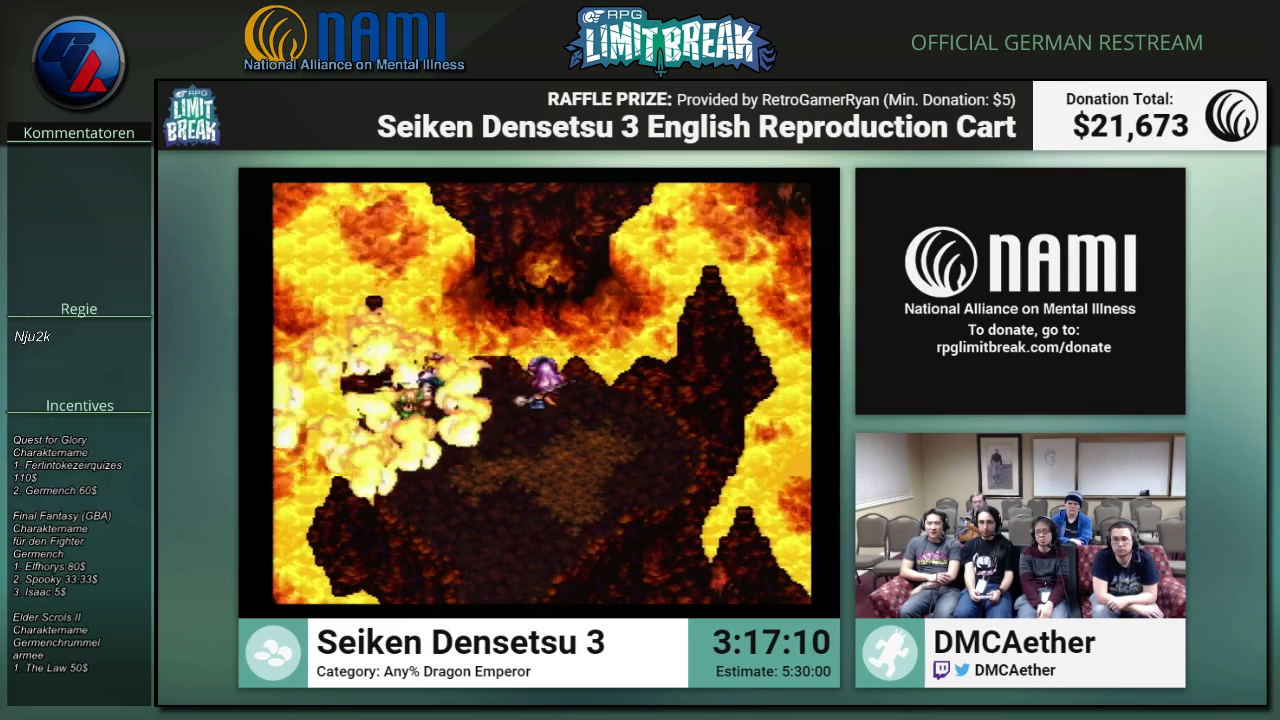 NAMI
National Alliance on Mental Illness
RPG
LIMIT BREAK
OFFICIAL GERMAN RESTREAM
Kommentatoren
Regie
Nju2k
Incentives
Quest for Glory
Charaktername
1. Ferlintokezeirquizes
110$
2. Germench 60$
Final Fantasy (GBA)
Charaktername
für den Fighter
Germench
1. Elfhorys 80$
2. Spooky 33.33$
3. Isaac 5$
Elder Scrols II
Charaktername
Germenchrummel
armee
1. The Law 50$
RPG
LIMIT
BREAK
RAFFLE PRIZE: Provided by RetroGamerRyan (Min. Donation: $5)
Seiken Densetsu 3 English Reproduction Cart
Donation Total:
$21,673
NAMI
National Alliance on Mental Illness
To donate, go to:
rpglimitbreak.com/donate
Seiken Densetsu 3
Category: Any% Dragon Emperor
3:17:10
Estimate: 5:30:00
DMCAether
DMCAether